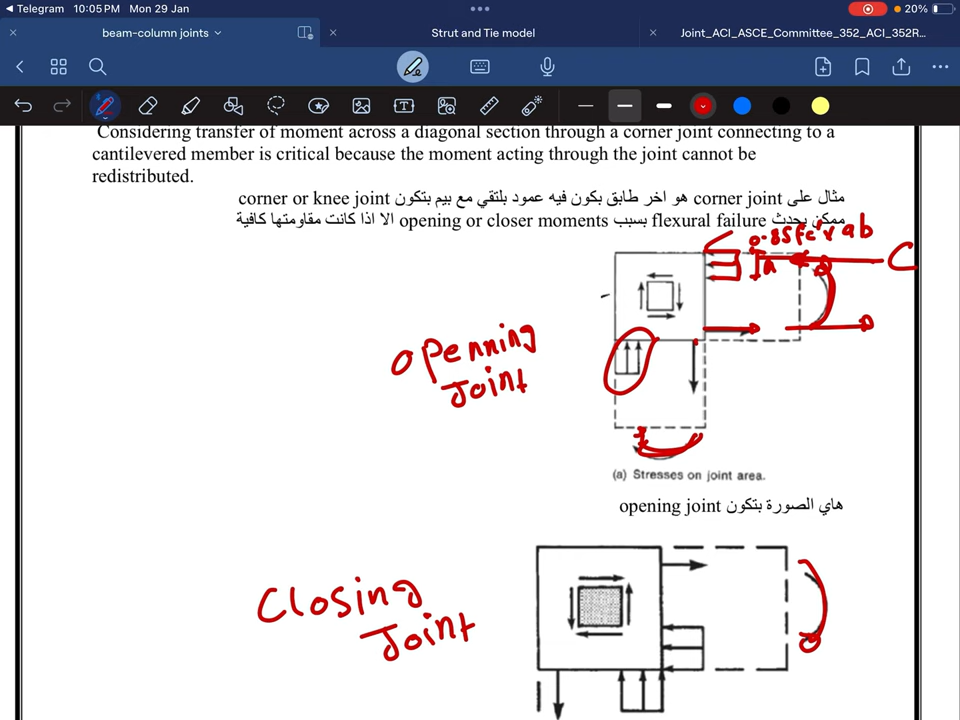 Telegram 10:05 PM Mon 29 Jan 20%
beam-column joints
Strut and Tie model
Joint_ACI_ASCE_Committee_352_ACI_352R...
Considering transfer of moment across a diagonal section through a corner joint connecting to a
cantilevered member is critical because the moment acting through the joint cannot be
redistributed.
مثال على corner joint هو اخر طابق بكون فيه عمود بلتقي مع بيم بتكون corner or knee joint
ممكن يحدث flexural failure بسبب opening or closer moments الا اذا كانت مقاومتها كافية
0.85fc' ab
a
C
Openning
Joint
(a) Stresses on joint area.
هاي الصورة بتكون opening joint
Closing
Joint